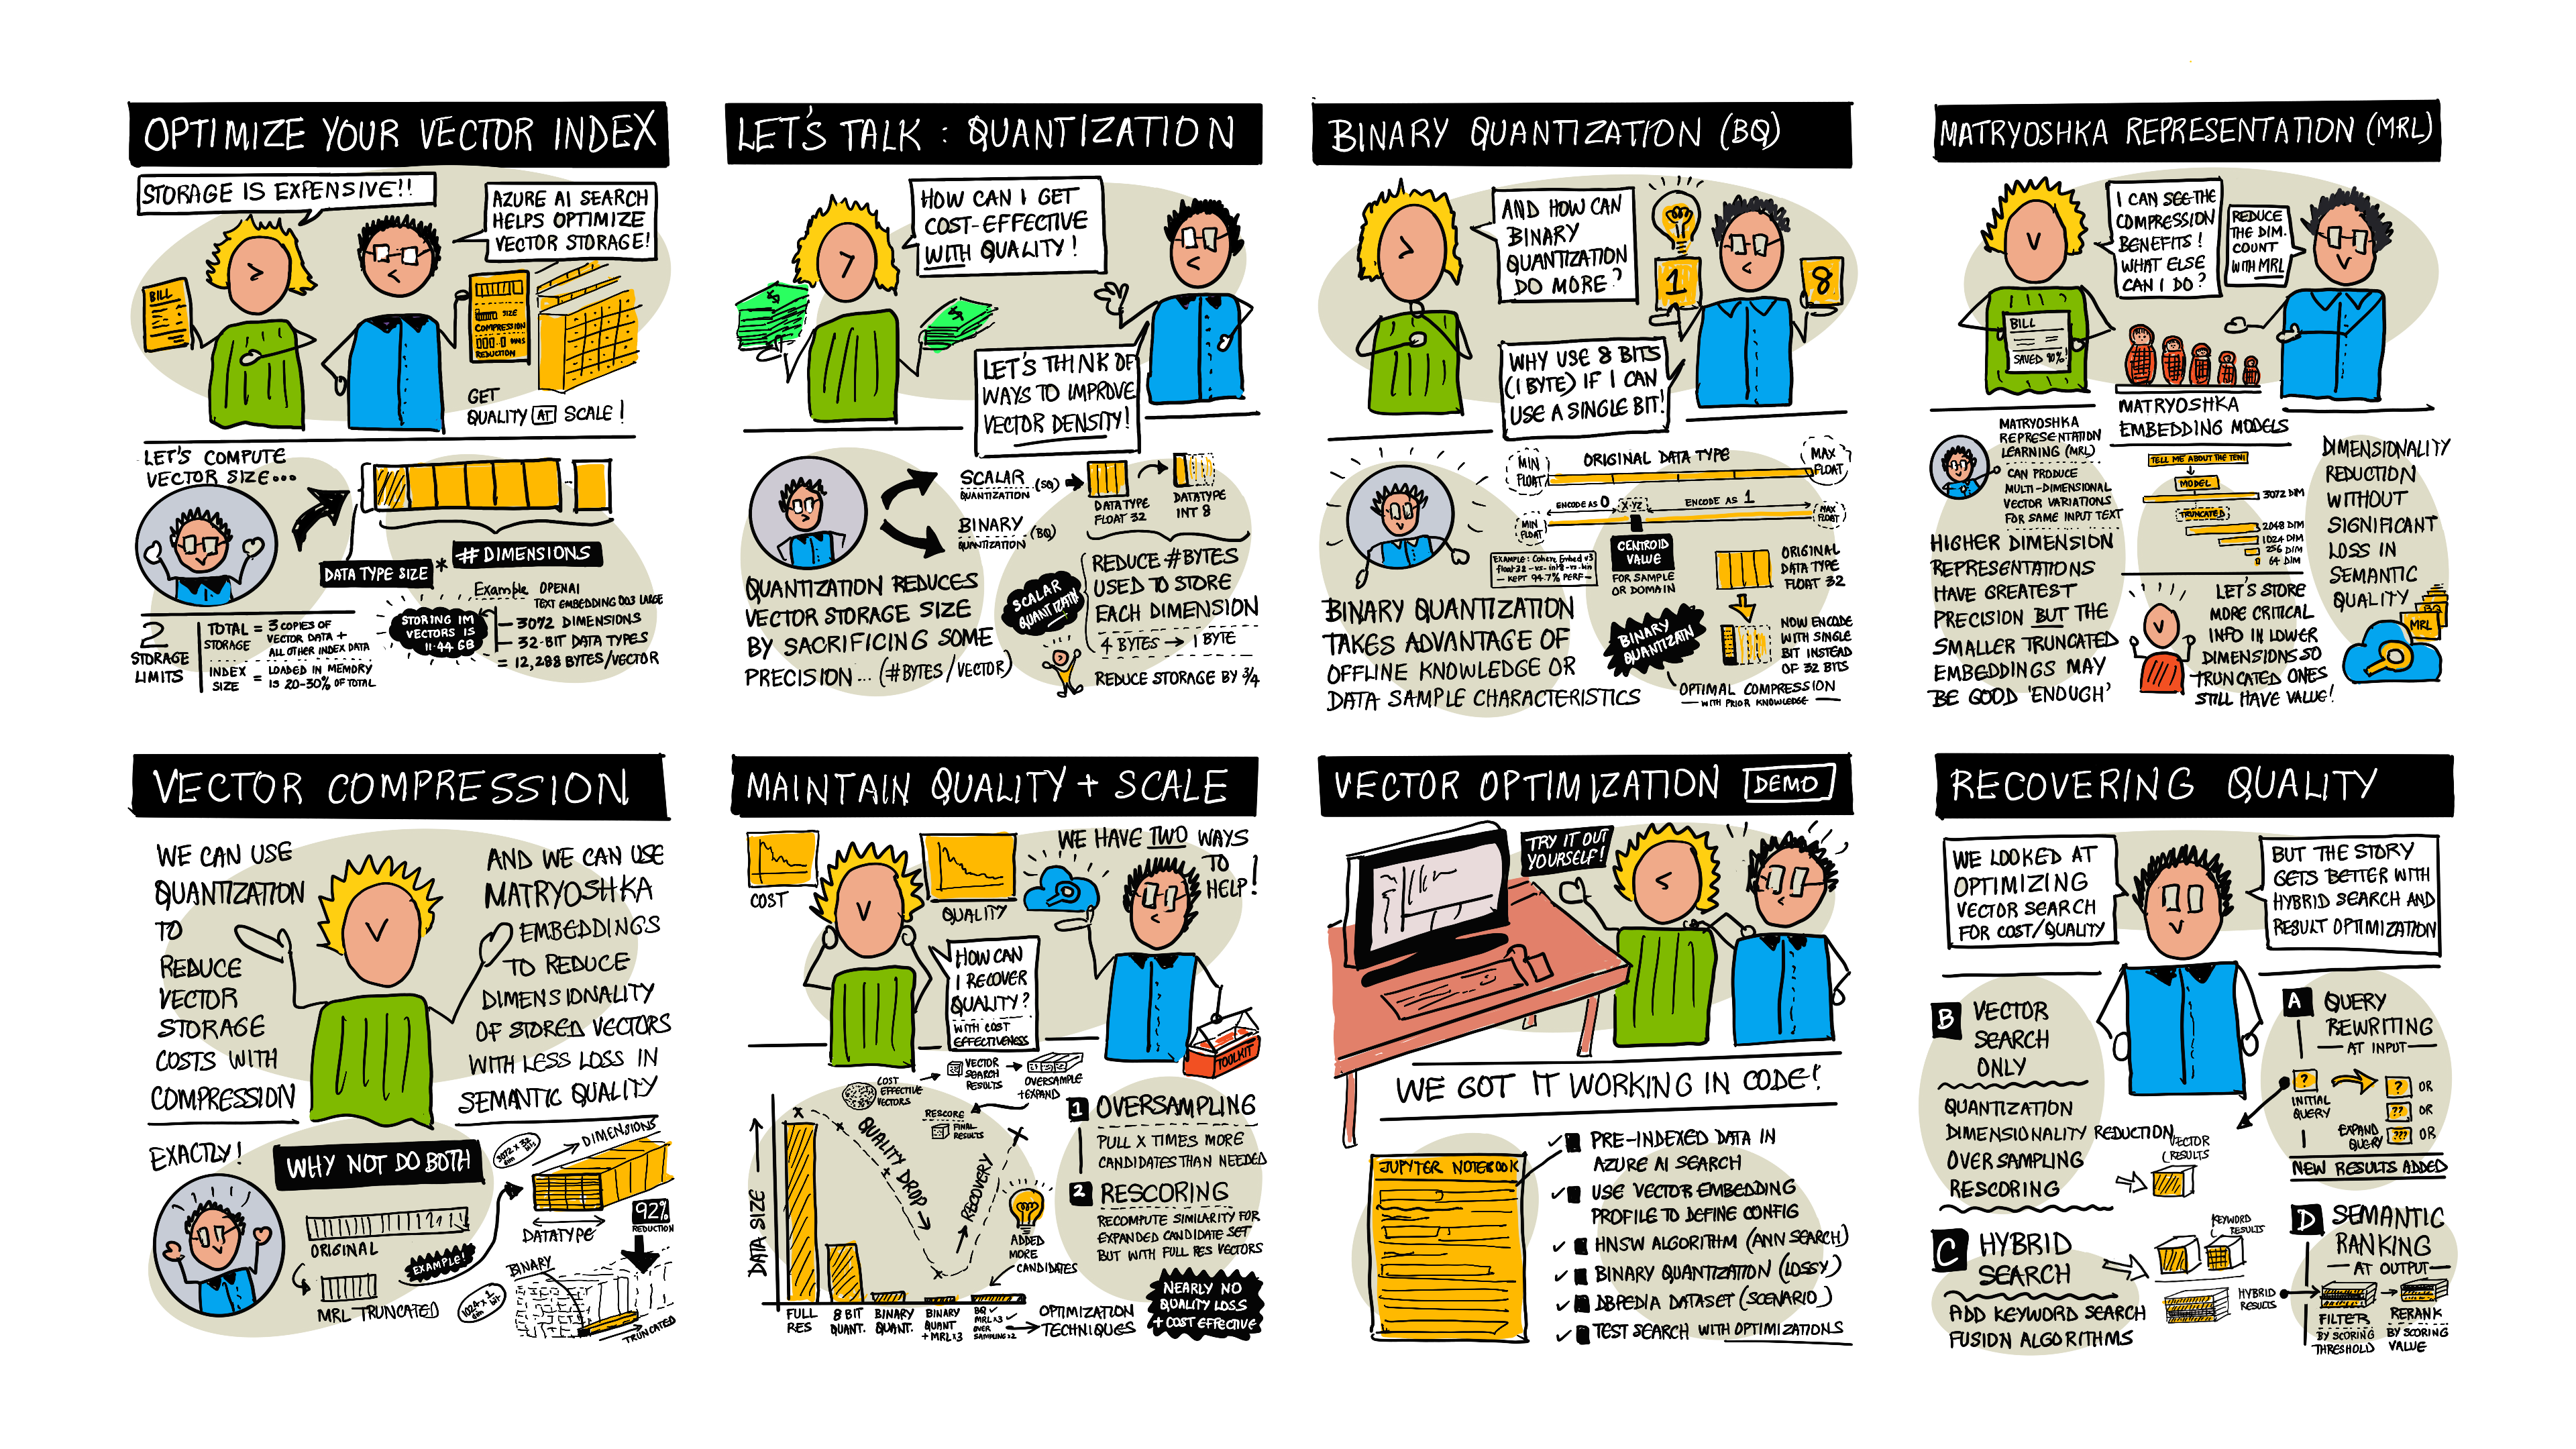 OPTIMIZE YOUR VECTOR INDEX
STORAGE IS EXPENSIVE!!
AZURE AI SEARCH
HELPS OPTIMIZE
VECTOR STORAGE!
BILL
SIZE
COMPRESSION
REDUCTION
GET
QUALITY AT SCALE!
LET'S COMPUTE
VECTOR SIZE...
DATA TYPE SIZE * # DIMENSIONS
Example OPENAI
TEXT EMBEDDING 003 LARGE
STORING 1M
VECTORS IS
11.44 GB
3072 DIMENSIONS
32-BIT DATA TYPES
= 12,288 BYTES/VECTOR
2
STORAGE
LIMITS
TOTAL STORAGE = 3 COPIES OF
VECTOR DATA +
ALL OTHER INDEX DATA
INDEX SIZE = LOADED IN MEMORY
IS 20-30% OF TOTAL
LET'S TALK : QUANTIZATION
HOW CAN I GET
COST-EFFECTIVE
WITH QUALITY!
LET'S THINK OF
WAYS TO IMPROVE
VECTOR DENSITY!
SCALAR
QUANTIZATION (SQ)
DATATYPE
FLOAT 32
DATATYPE
INT 8
BINARY
QUANTIZATION (BQ)
QUANTIZATION REDUCES
VECTOR STORAGE SIZE
BY SACRIFICING SOME
PRECISION... (#BYTES/VECTOR)
SCALAR
QUANTIZATN
REDUCE #BYTES
USED TO STORE
EACH DIMENSION
4 BYTES → 1 BYTE
REDUCE STORAGE BY 3/4
BINARY QUANTIZATION (BQ)
AND HOW CAN
BINARY
QUANTIZATION
DO MORE?
1
8
WHY USE 8 BITS
(1 BYTE) IF I CAN
USE A SINGLE BIT!
MIN
FLOAT
ORIGINAL DATA TYPE
MAX
FLOAT
ENCODE AS 0
X.YZ
ENCODE AS 1
MIN
FLOAT
MAX
FLOAT
EXAMPLE: Cohere Embed v3
float32 -vs- int8 -vs- bin
— KEPT 94.7% PERF —
CENTROID
VALUE
FOR SAMPLE
OR DOMAIN
ORIGINAL
DATA TYPE
FLOAT 32
BINARY QUANTIZATION
TAKES ADVANTAGE OF
OFFLINE KNOWLEDGE OR
DATA SAMPLE CHARACTERISTICS
BINARY
QUANTIZATN
NOW ENCODE
WITH SINGLE
BIT INSTEAD
OF 32 BITS
OPTIMAL COMPRESSION
— WITH PRIOR KNOWLEDGE —
MATRYOSHKA REPRESENTATION (MRL)
I CAN SEE THE
COMPRESSION
BENEFITS!
WHAT ELSE
CAN I DO?
REDUCE
THE DIM.
COUNT
WITH MRL
BILL
SAVED 90%!
MATRYOSHKA
EMBEDDING MODELS
MATRYOSHKA
REPRESENTATION
LEARNING (MRL)
CAN PRODUCE
MULTI-DIMENSIONAL
VECTOR VARIATIONS
FOR SAME INPUT TEXT
MODEL
3072 DIM
TRUNCATED
2048 DIM
1024 DIM
256 DIM
64 DIM
HIGHER DIMENSION
REPRESENTATIONS
HAVE GREATEST
PRECISION BUT THE
SMALLER TRUNCATED
EMBEDDINGS MAY
BE GOOD 'ENOUGH'
LET'S STORE
MORE CRITICAL
INFO IN LOWER
DIMENSIONS SO
TRUNCATED ONES
STILL HAVE VALUE!
DIMENSIONALITY
REDUCTION
WITHOUT
SIGNIFICANT
LOSS IN
SEMANTIC
QUALITY
BQ
MRL
VECTOR COMPRESSION
WE CAN USE
QUANTIZATION
TO
REDUCE
VECTOR
STORAGE
COSTS WITH
COMPRESSION
AND WE CAN USE
MATRYOSHKA
EMBEDDINGS
TO REDUCE
DIMENSIONALITY
OF STORED VECTORS
WITH LESS LOSS IN
SEMANTIC QUALITY
EXACTLY!
WHY NOT DO BOTH
DIMENSIONS
ORIGINAL
MRL TRUNCATED
EXAMPLE!
DATATYPE
92%
REDUCTION
BINARY
TRUNCATED
MAINTAIN QUALITY + SCALE
COST
QUALITY
WE HAVE TWO WAYS
TO
HELP!
HOW CAN
I RECOVER
QUALITY?
WITH COST
EFFECTIVENESS
TOOLKIT
COST
EFFECTIVE
VECTORS
VECTOR
SEARCH
RESULTS
OVERSAMPLE
+EXPAND
RESCORE
FINAL
RESULTS
DATA SIZE
QUALITY DROP
RECOVERY
ADDED
MORE
CANDIDATES
1 OVERSAMPLING
PULL X TIMES MORE
CANDIDATES THAN NEEDED
2 RESCORING
RECOMPUTE SIMILARITY FOR
EXPANDED CANDIDATE SET
BUT WITH FULL RES VECTORS
FULL
RES
8 BIT
QUANT.
BINARY
QUANT.
BINARY
QUANT
+MRLx3
BQ ✓
MRLx3 ✓
OVER
SAMPLINGx2
OPTIMIZATION
TECHNIQUES
NEARLY NO
QUALITY LOSS
+ COST EFFECTIVE
VECTOR OPTIMIZATION DEMO
TRY IT OUT
YOURSELF!
WE GOT IT WORKING IN CODE!
JUPYTER NOTEBOOK
PRE-INDEXED DATA IN
AZURE AI SEARCH
USE VECTOR EMBEDDING
PROFILE TO DEFINE CONFIG
HNSW ALGORITHM (ANN SEARCH)
BINARY QUANTIZATION (LOSSY)
DBPEDIA DATASET (SCENARIO)
TEST SEARCH WITH OPTIMIZATIONS
RECOVERING QUALITY
WE LOOKED AT
OPTIMIZING
VECTOR SEARCH
FOR COST/QUALITY
BUT THE STORY
GETS BETTER WITH
HYBRID SEARCH AND
RESULT OPTIMIZATION
B VECTOR
SEARCH
ONLY
QUANTIZATION
DIMENSIONALITY REDUCTION
OVERSAMPLING
RESCORING
VECTOR
RESULTS
A QUERY
REWRITING
— AT INPUT —
?
INITIAL
QUERY
? OR
?? OR
EXPAND
QUERY
??? OR
NEW RESULTS ADDED
C HYBRID
SEARCH
ADD KEYWORD SEARCH
FUSION ALGORITHMS
KEYWORD
RESULTS
HYBRID
RESULTS
D SEMANTIC
RANKING
— AT OUTPUT —
FILTER
BY SCORING
THRESHOLD
RERANK
BY SCORING
VALUE